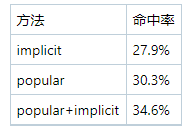 方法 命中率
implicit 27.9%
popular 30.3%
popular+implicit 34.6%